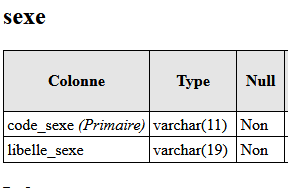 sexe
Colonne Type Null
code_sexe (Primaire) varchar(11) Non
libelle_sexe varchar(19) Non